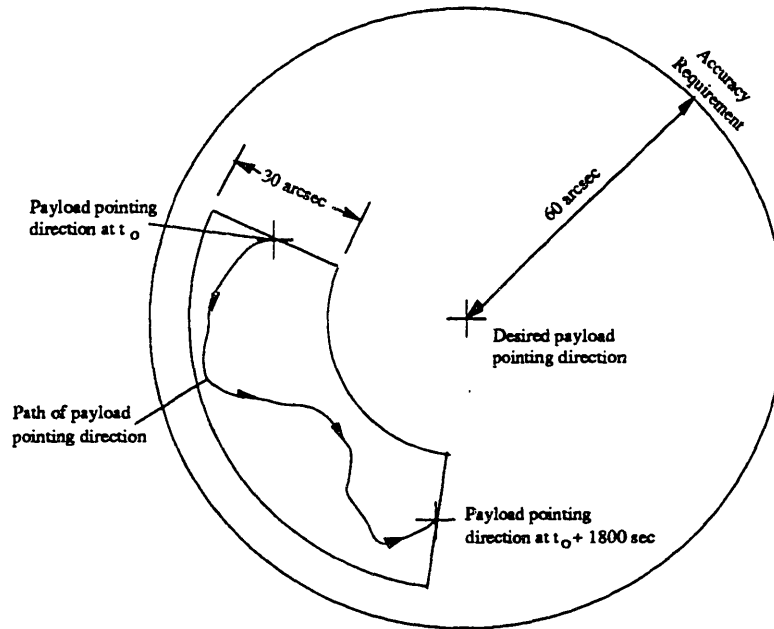 Accuracy
Requirement
30 arcsec
60 arcsec
Payload pointing
direction at t o
Desired payload
pointing direction
Path of payload
pointing direction
Payload pointing
direction at t o + 1800 sec